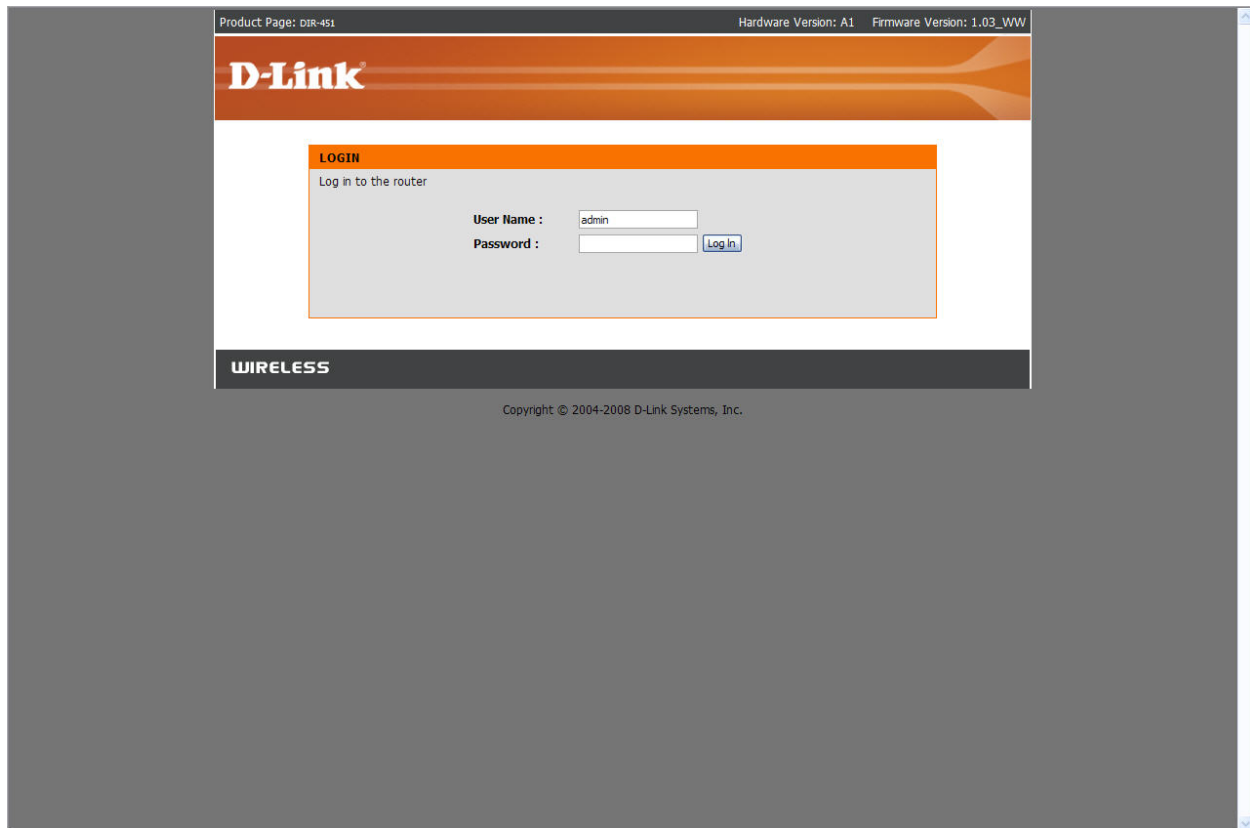 Product Page: DIR-451 Hardware Version: A1 Firmware Version: 1.03_WW
D-Link
LOGIN
Log in to the router
User Name : admin
Password : Log In
WIRELESS
Copyright © 2004-2008 D-Link Systems, Inc.